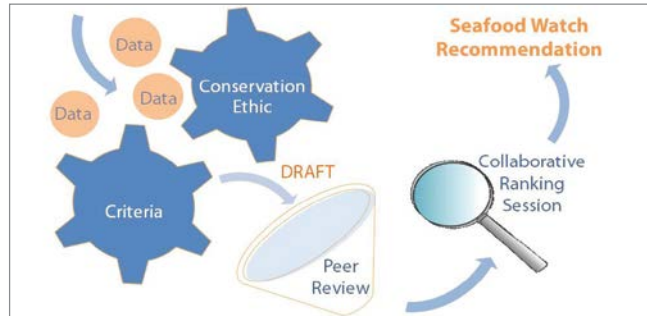 Data
Data
Data
Conservation
Ethic
Criteria
DRAFT
Peer
Review
Collaborative
Ranking
Session
Seafood Watch
Recommendation